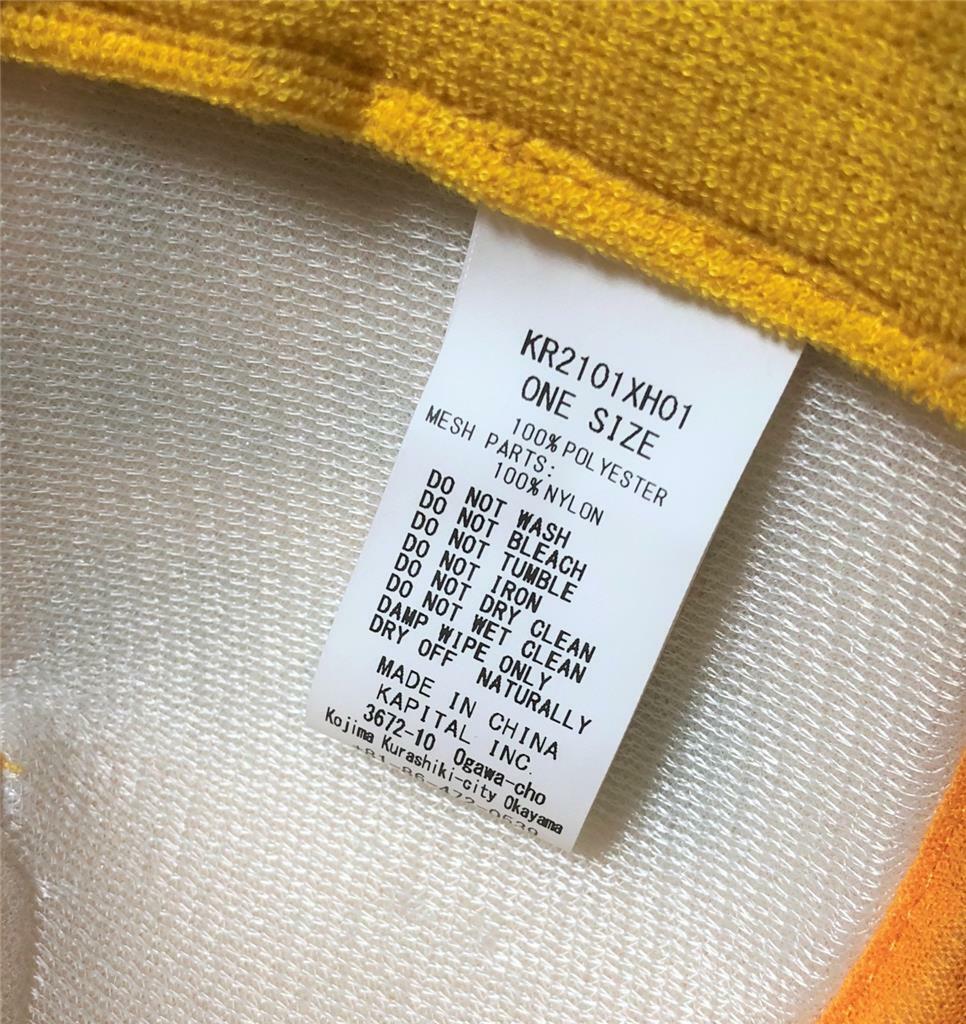 KR2101XH01
ONE SIZE
100%POLYESTER
MESH PARTS:
100%NYLON
DO NOT WASH
DO NOT BLEACH
DO NOT TUMBLE
DO NOT IRON
DO NOT DRY CLEAN
DO NOT WET CLEAN
DAMP WIPE ONLY
DRY OFF NATURALLY
MADE IN CHINA
KAPITAL INC.
3672-10 Ogawa-cho
Kojima Kurashiki-city Okayama